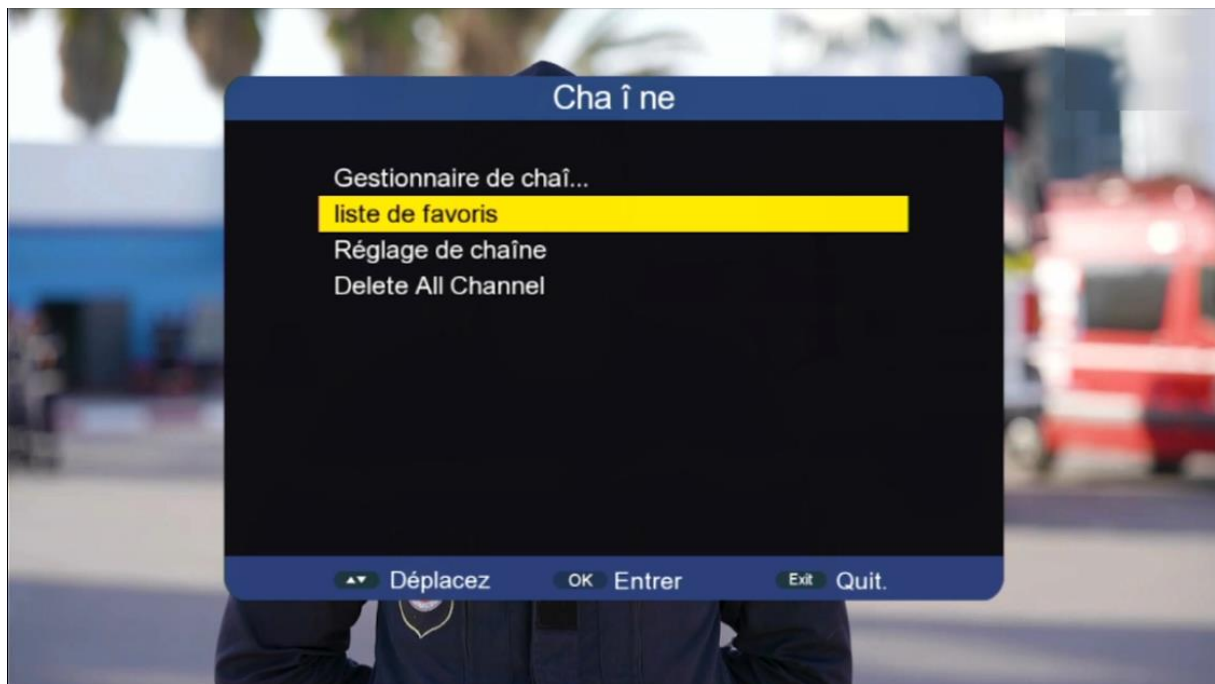 Cha î ne
Gestionnaire de chaî...
liste de favoris
Réglage de chaîne
Delete All Channel
Déplacez OK Entrer Exit Quit.